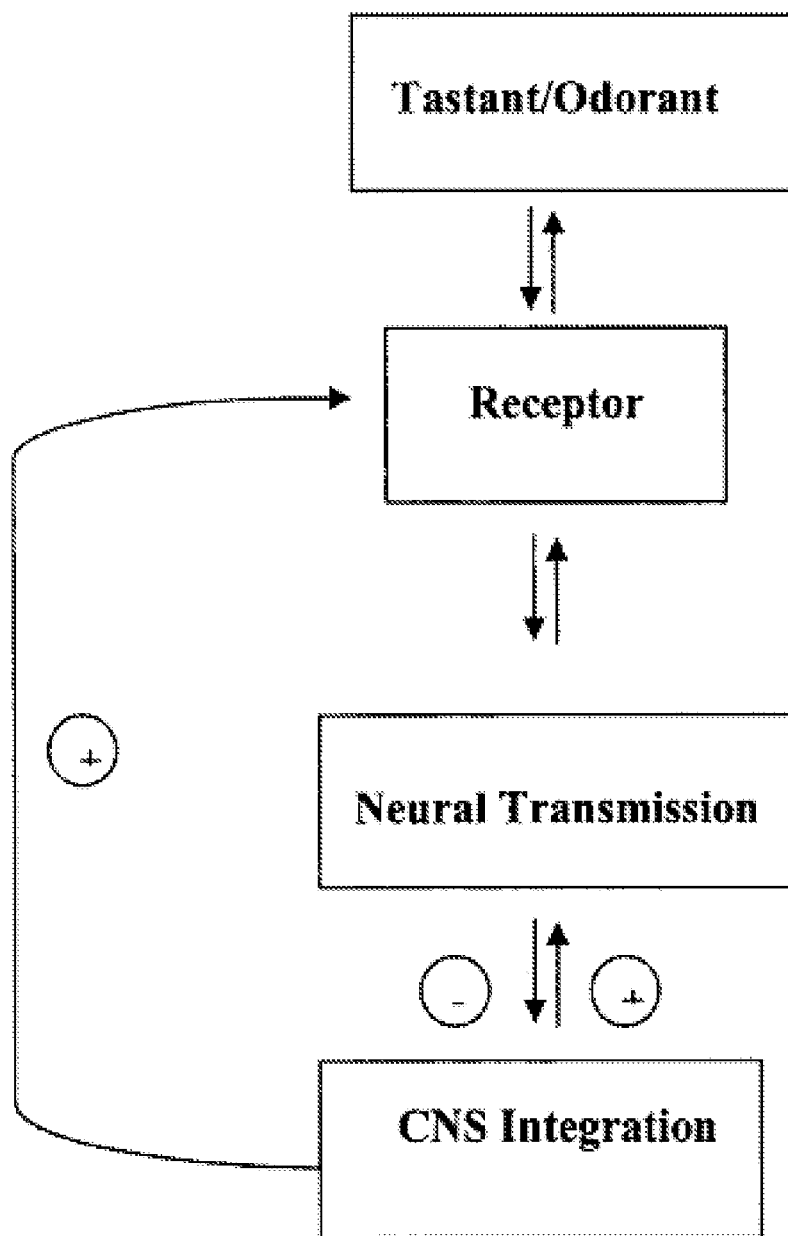 Tastant/Odorant
Receptor
+
Neural Transmission
- +
CNS Integration